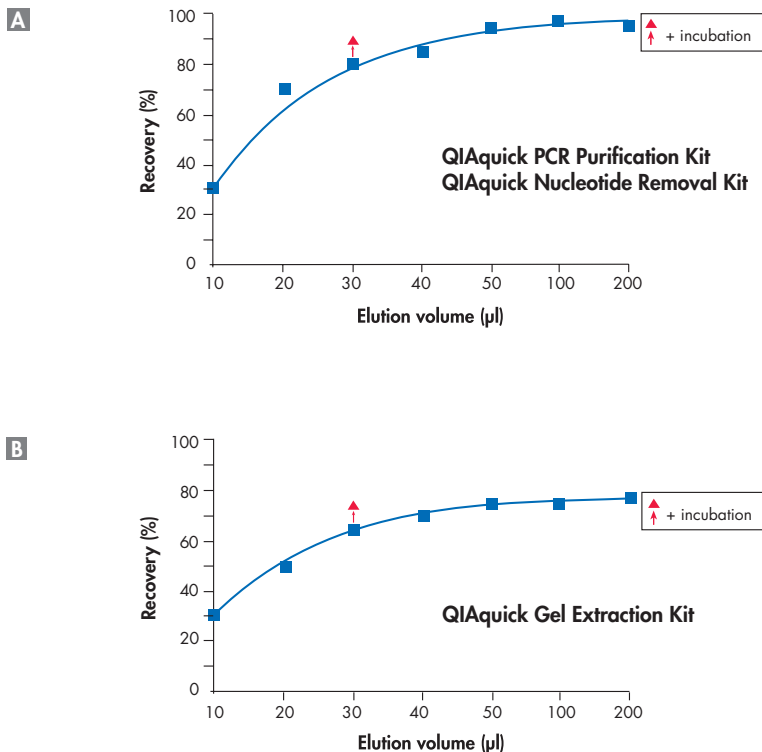 A
100
80
60
40
20
0
Recovery (%)
+ incubation
QIAquick PCR Purification Kit
QIAquick Nucleotide Removal Kit
10 20 30 40 50 100 200
Elution volume (µl)
B
100
80
60
40
20
0
Recovery (%)
+ incubation
QIAquick Gel Extraction Kit
10 20 30 40 50 100 200
Elution volume (µl)